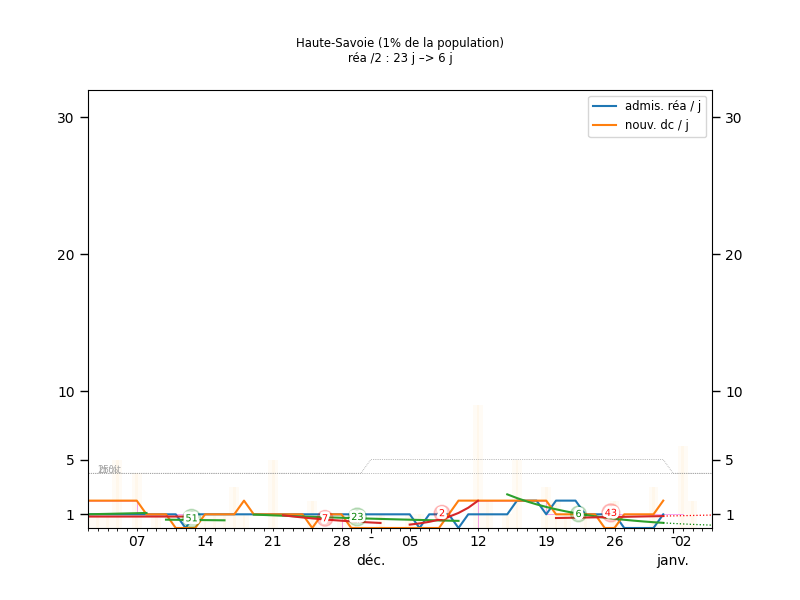 Haute-Savoie (1% de la population)
réa /2 : 23 j –> 6 j
admis. réa / j
nouv. dc / j
30 30
20 20
10 10
5 5
1 1
51 7 23 2 6 43
07 14 21 28 - 05 12 19 26 - 02
déc. janv.